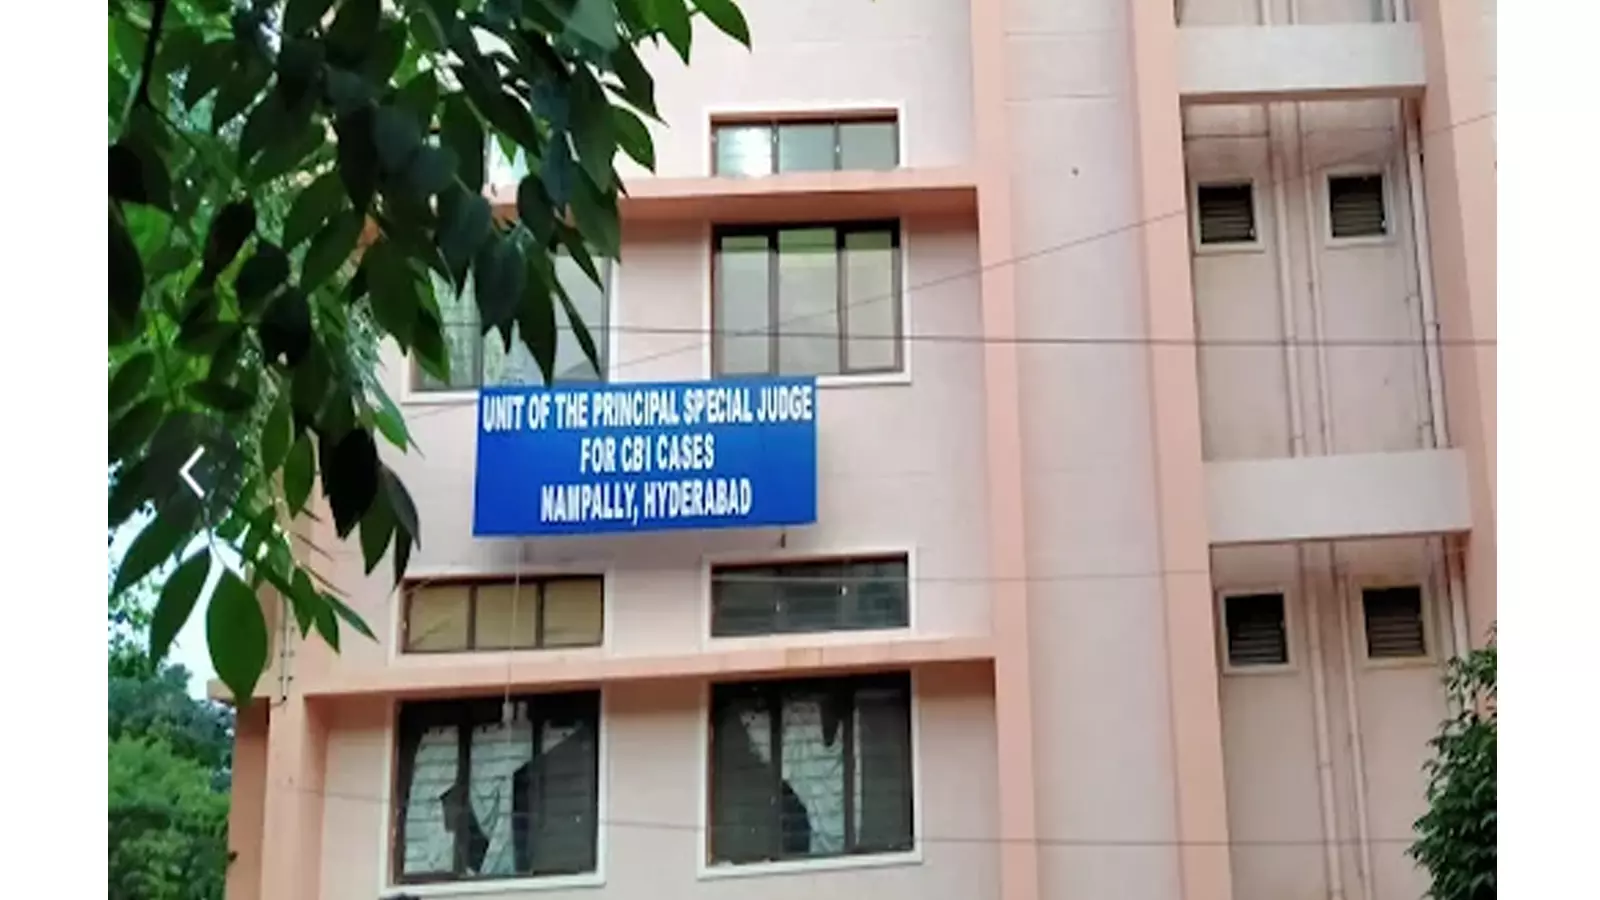 UNIT OF THE PRINCIPAL SPECIAL JUDGE
FOR CBI CASES
NAMPALLY, HYDERABAD